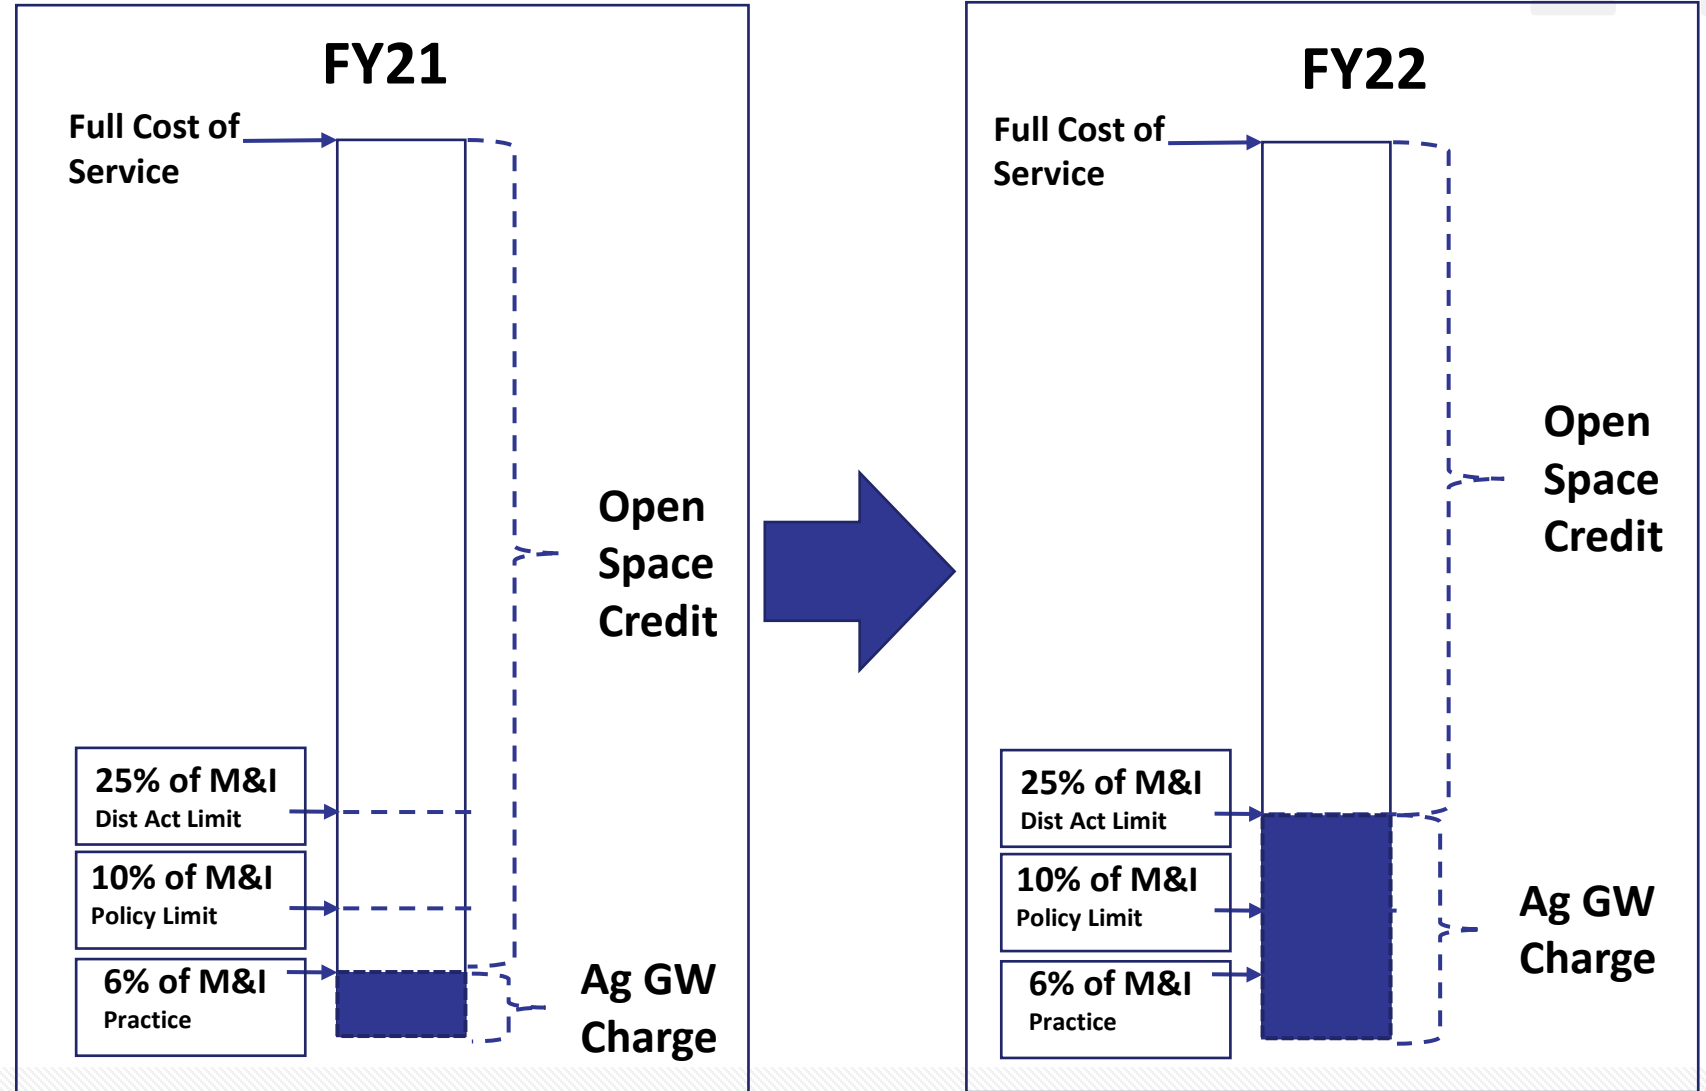 FY21
Full Cost of
Service
Open
Space
Credit
25% of M&I
Dist Act Limit
10% of M&I
Policy Limit
6% of M&I
Practice
Ag GW
Charge
FY22
Full Cost of
Service
Open
Space
Credit
25% of M&I
Dist Act Limit
10% of M&I
Policy Limit
6% of M&I
Practice
Ag GW
Charge